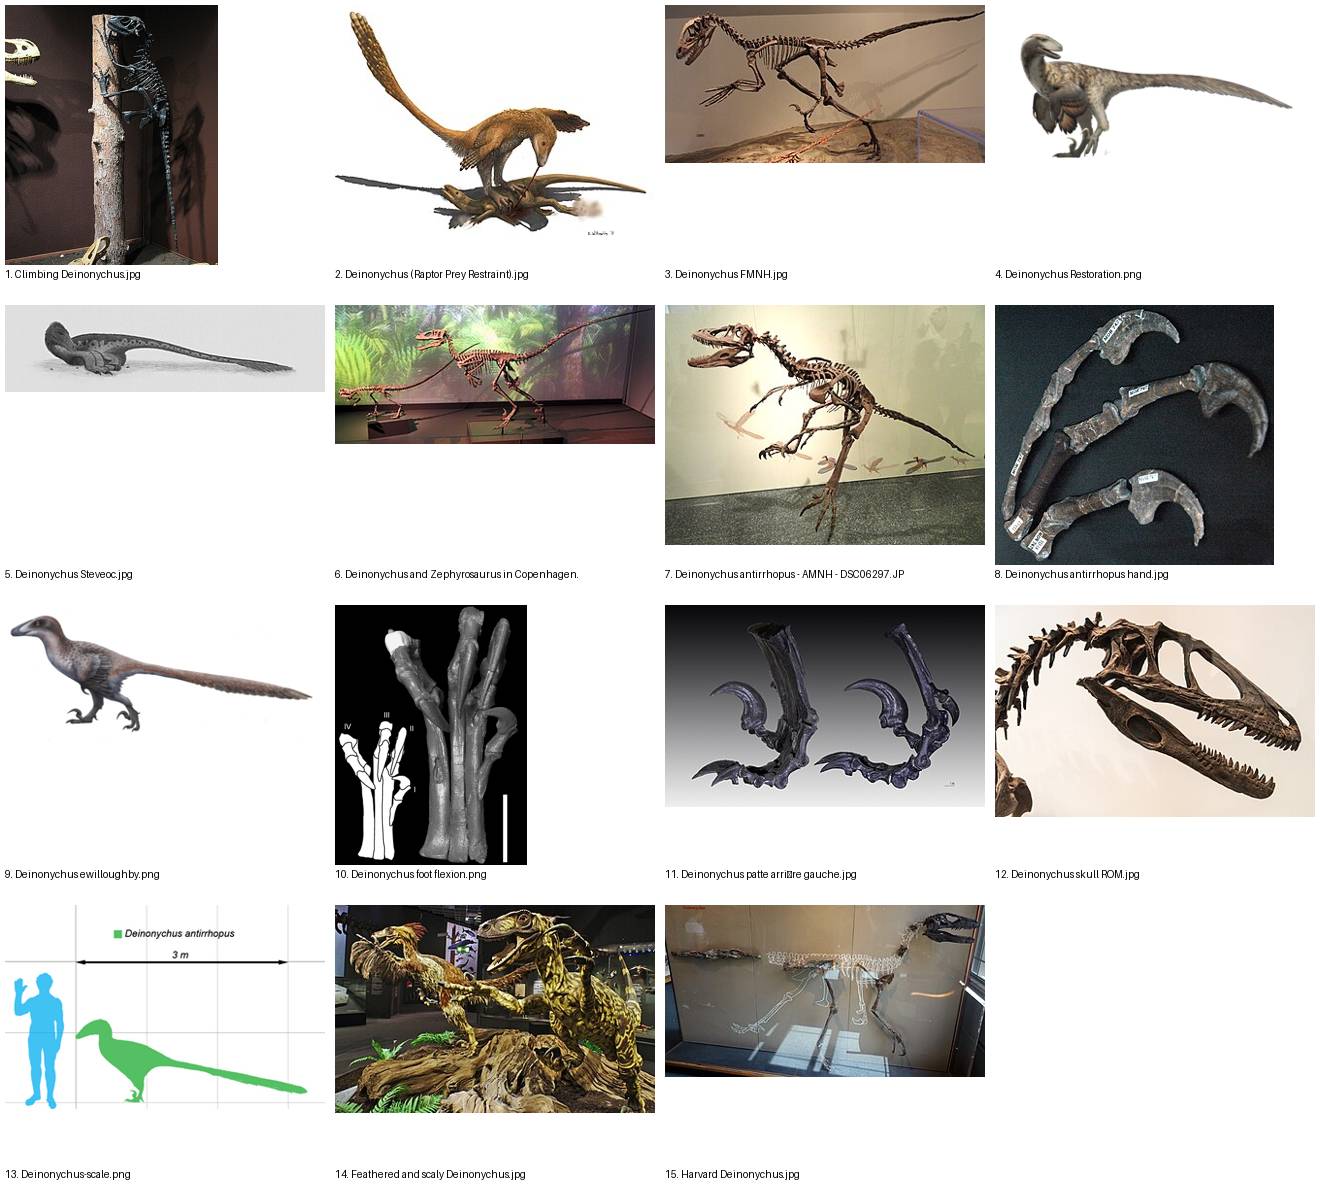 1. Climbing Deinonychus.jpg
2. Deinonychus (Raptor Prey Restraint).jpg
3. Deinonychus FMNH.jpg
4. Deinonychus Restoration.png
5. Deinonychus Steveoc.jpg
6. Deinonychus and Zephyrosaurus in Copenhagen.
7. Deinonychus antirrhopus - AMNH - DSC06297.JP
8. Deinonychus antirrhopus hand.jpg
9. Deinonychus ewilloughby.png
IV
III
II
I
10. Deinonychus foot flexion.png
11. Deinonychus patte arri□re gauche.jpg
12. Deinonychus skull ROM.jpg
Deinonychus antirrhopus
3 m
13. Deinonychus-scale.png
14. Feathered and scaly Deinonychus.jpg
15. Harvard Deinonychus.jpg